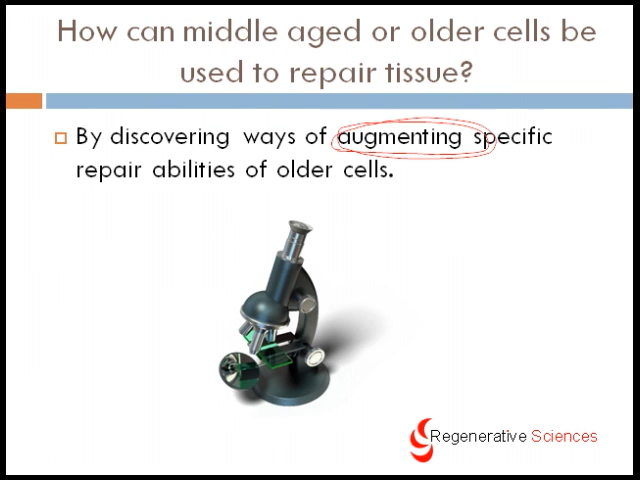 How can middle aged or older cells be
used to repair tissue?
By discovering ways of augmenting specific
repair abilities of older cells.
Regenerative Sciences